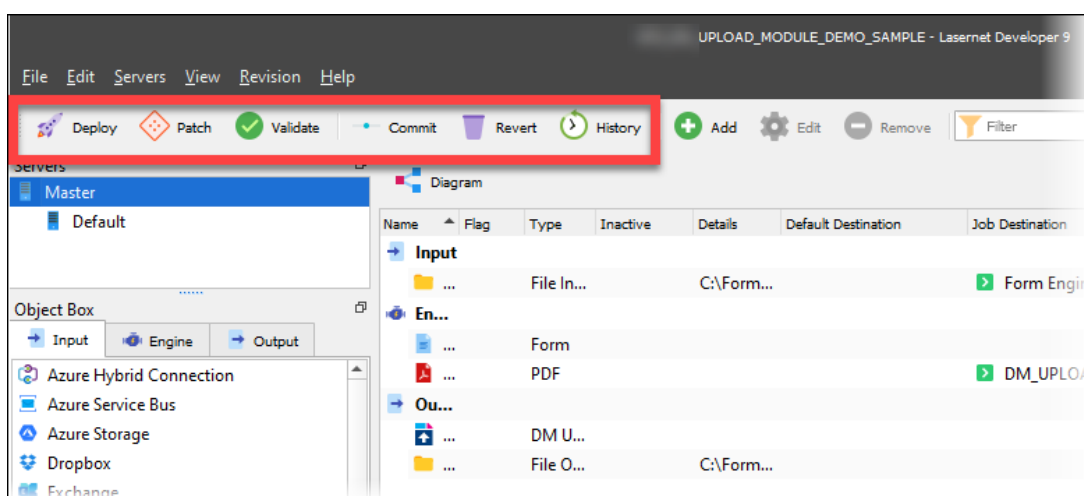 UPLOAD_MODULE_DEMO_SAMPLE - Lasernet Developer 9
File Edit Servers View Revision Help
Deploy Patch Validate Commit Revert History Add Edit Remove Filter
Servers
Master
Default
Diagram
Name Flag Type Inactive Details Default Destination Job Destination
Input
... File In... C:\Form... Form Engin
En...
... Form
... PDF DM_UPLOA
Ou...
... DM U...
... File O... C:\Form...
Object Box
Input Engine Output
Azure Hybrid Connection
Azure Service Bus
Azure Storage
Dropbox
Exchange